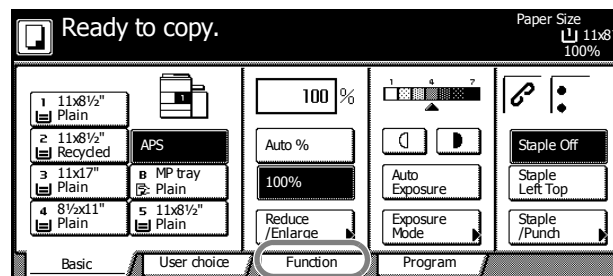 Ready to copy.
Paper Size
1 11x8
100%
1 11x8½"
Plain
2 11x8½"
Recycled
3 11x17"
Plain
4 8½x11"
Plain
1
APS
B MP tray
Plain
5 11x8½"
Plain
100 %
Auto %
100%
Reduce
/Enlarge
1 4 7
Auto
Exposure
Exposure
Mode
Staple Off
Staple
Left Top
Staple
/Punch
Basic
User choice
Function
Program